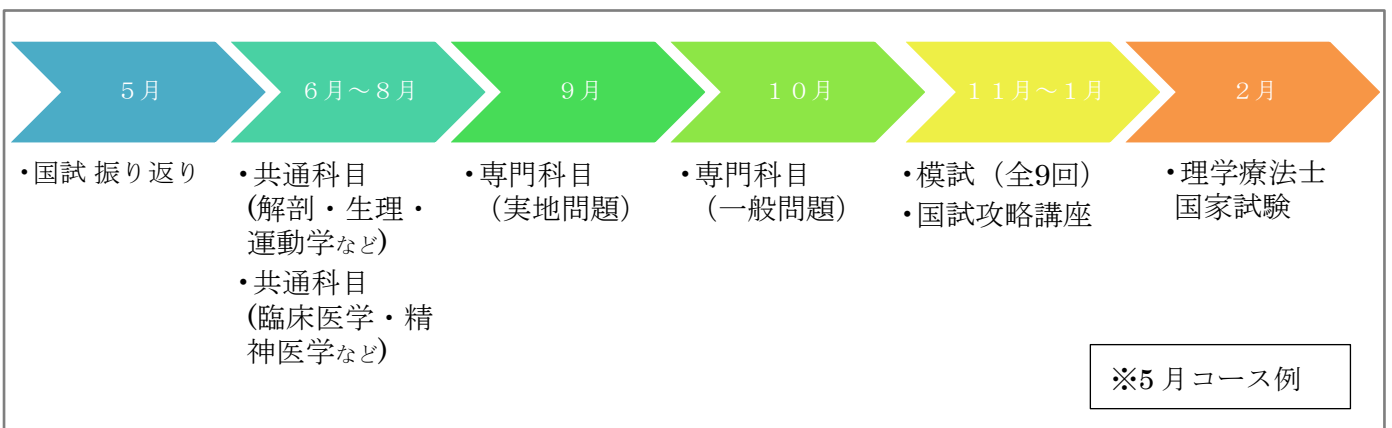 ５月
６月～８月
９月
１０月
１１月～１月
２月
・国試 振り返り
・共通科目
(解剖・生理・
運動学など)
・共通科目
(臨床医学・精
神医学など)
・専門科目
（実地問題）
・専門科目
（一般問題）
・模試（全9回）
・国試攻略講座
・理学療法士
国家試験
※5 月コース例